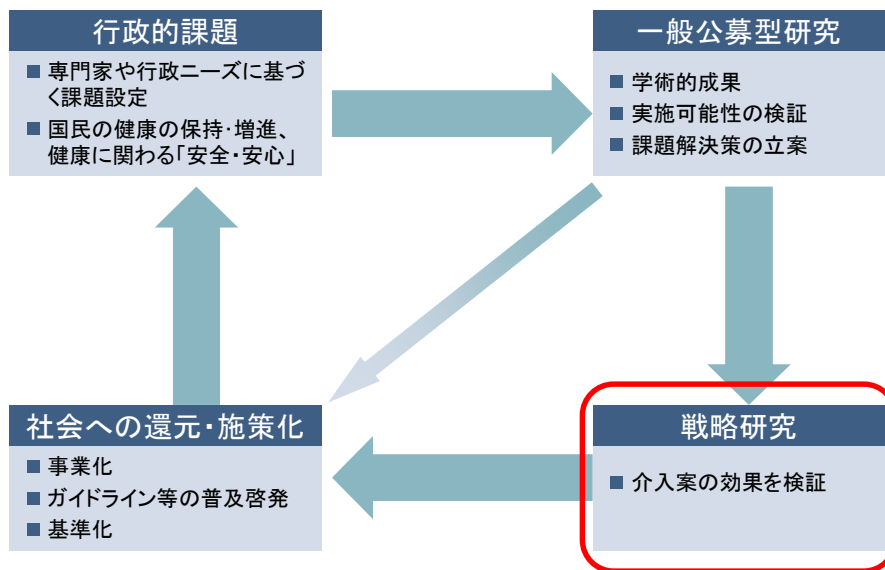 行政的課題
■ 専門家や行政ニーズに基づ
く課題設定
■ 国民の健康の保持・増進、
健康に関わる「安全・安心」
一般公募型研究
■ 学術的成果
■ 実施可能性の検証
■ 課題解決策の立案
社会への還元・施策化
■ 事業化
■ ガイドライン等の普及啓発
■ 基準化
戦略研究
■ 介入案の効果を検証